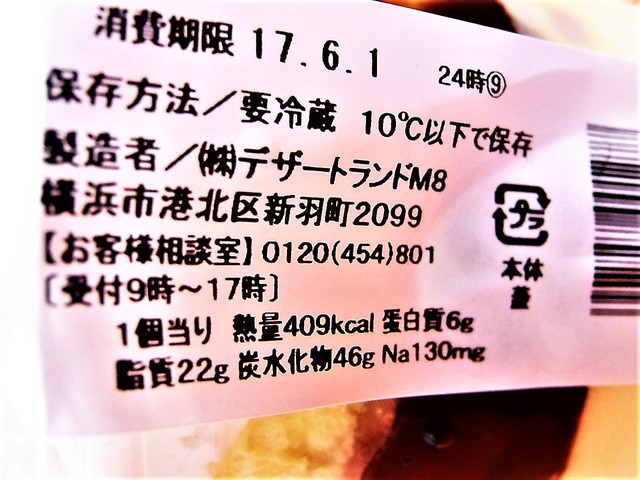 消費期限 17.6.1 24時⑨
保存方法/要冷蔵 10℃以下で保存
製造者/㈱デザートランドM8
横浜市港北区新羽町2099
【お客様相談室】0120(454)801
［受付9時～17時］
1個当り 熱量409kcal 蛋白質6g
脂質22g 炭水化物46g Na130mg
プラ
本体
蓋